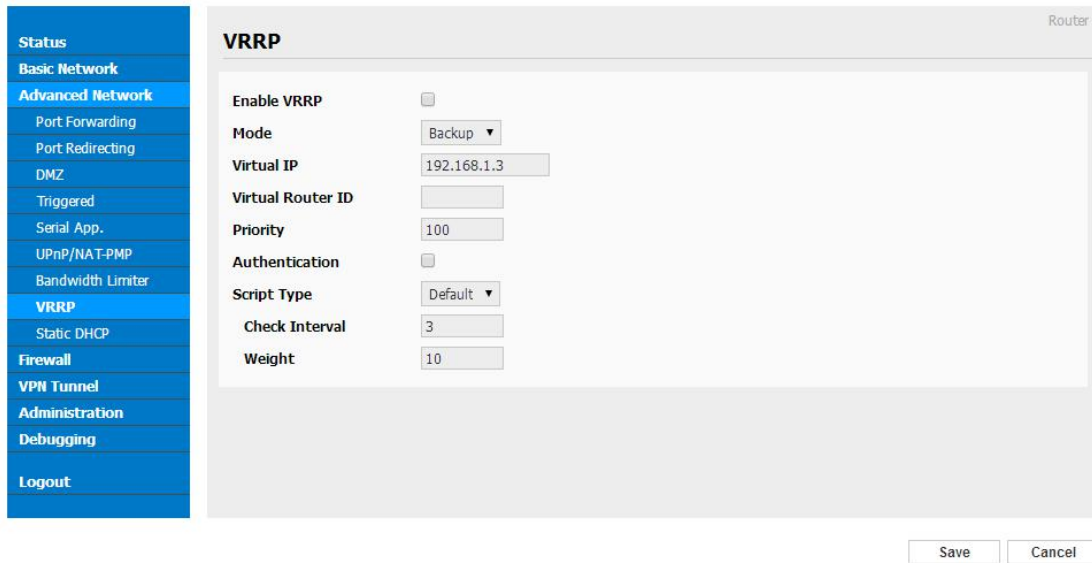 Router
Status
Basic Network
Advanced Network
Port Forwarding
Port Redirecting
DMZ
Triggered
Serial App.
UPnP/NAT-PMP
Bandwidth Limiter
VRRP
Static DHCP
Firewall
VPN Tunnel
Administration
Debugging
Logout
VRRP
Enable VRRP
Mode Backup
Virtual IP 192.168.1.3
Virtual Router ID
Priority 100
Authentication
Script Type Default
Check Interval 3
Weight 10
Save Cancel